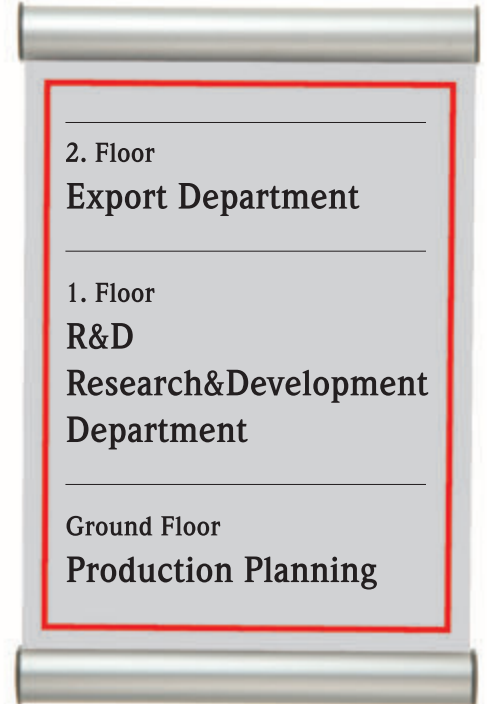 2. Floor
Export Department
1. Floor
R&D
Research&Development
Department
Ground Floor
Production Planning